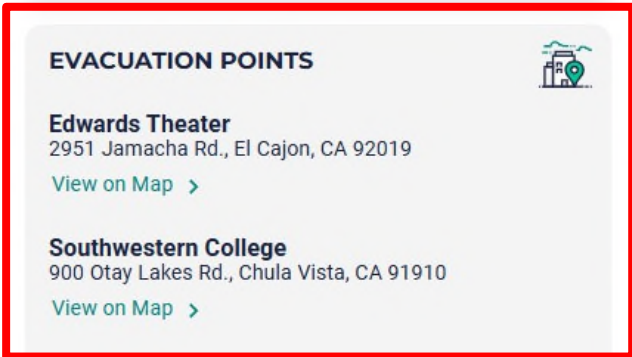 EVACUATION POINTS
Edwards Theater
2951 Jamacha Rd., El Cajon, CA 92019
View on Map >
Southwestern College
900 Otay Lakes Rd., Chula Vista, CA 91910
View on Map >